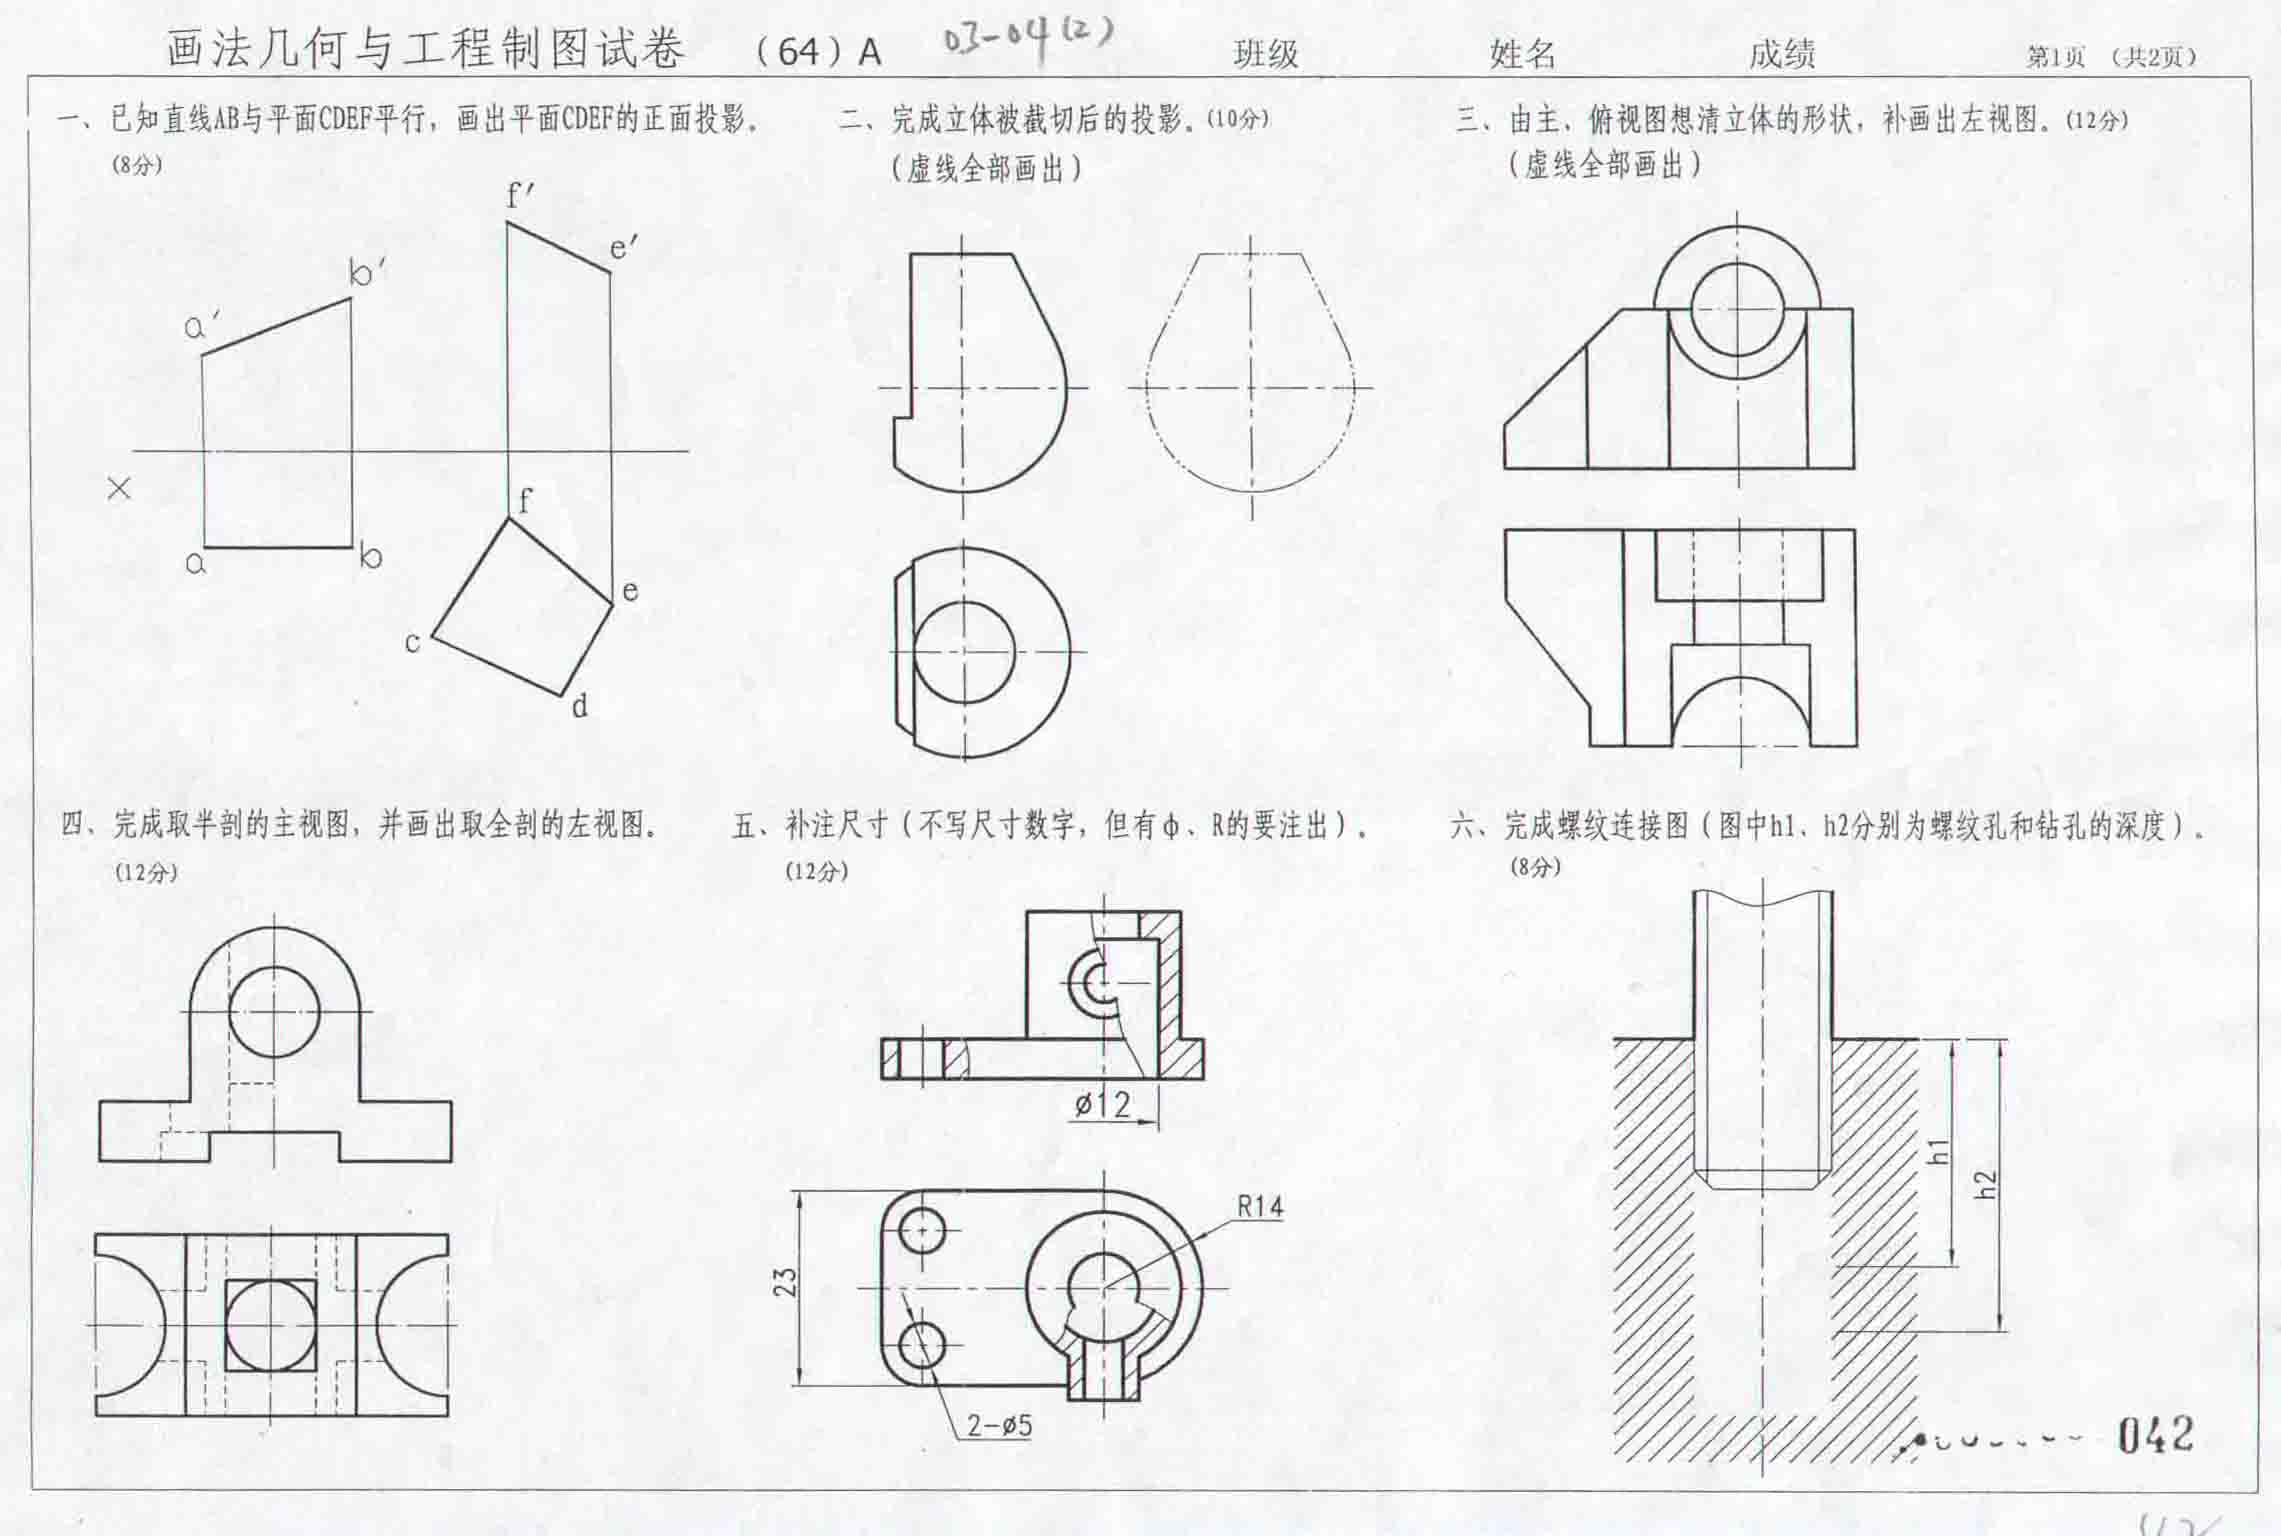 画法几何与工程制图试卷 （64）A 03-04(2) 班级 姓名 成绩 第1页 （共2页）
一、已知直线AB与平面CDEF平行，画出平面CDEF的正面投影。
(8分)
f′
e′
b′
a′
X
f
a
b
e
c
d
二、完成立体被截切后的投影。(10分)
（虚线全部画出）
三、由主、俯视图想清立体的形状，补画出左视图。(12分)
（虚线全部画出）
四、完成取半剖的主视图，并画出取全剖的左视图。
(12分)
五、补注尺寸（不写尺寸数字，但有ф、R的要注出）。
(12分)
ø12
R14
23
2-ø5
六、完成螺纹连接图（图中h1、h2分别为螺纹孔和钻孔的深度）。
(8分)
h1
h2
042